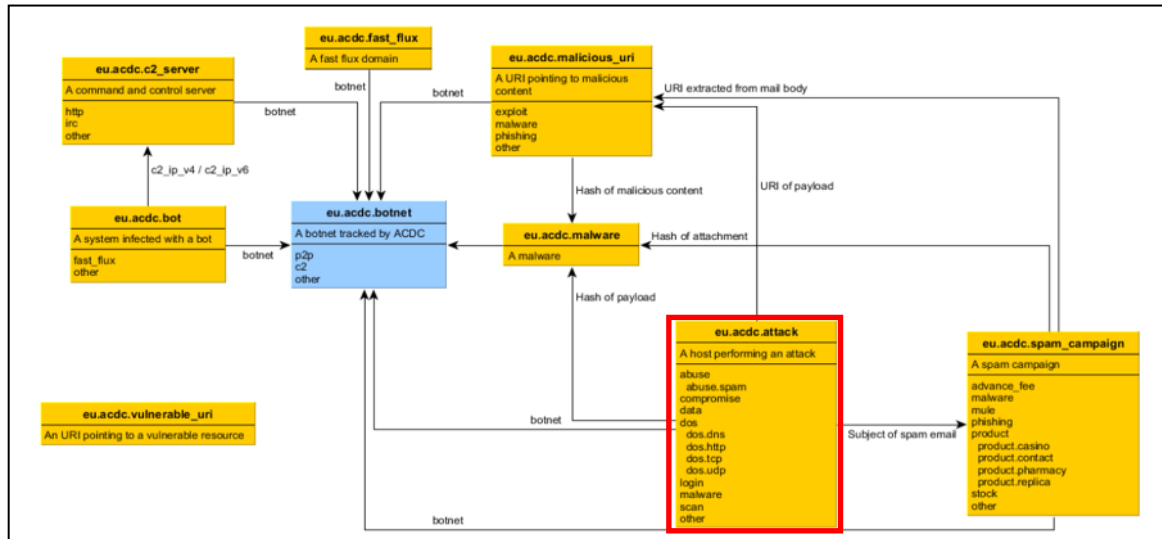 eu.acdc.fast_flux
A fast flux domain
eu.acdc.c2_server
A command and control server
http
irc
other
eu.acdc.malicious_uri
A URI pointing to malicious
content
exploit
malware
phishing
other
botnet
botnet
botnet
URI extracted from mail body
c2_ip_v4 / c2_ip_v6
Hash of malicious content
URI of payload
eu.acdc.bot
A system infected with a bot
fast_flux
other
botnet
eu.acdc.botnet
A botnet tracked by ACDC
p2p
c2
other
eu.acdc.malware
A malware
Hash of attachment
Hash of payload
eu.acdc.attack
A host performing an attack
abuse
abuse.spam
compromise
data
dos
dos.dns
dos.http
dos.tcp
dos.udp
login
malware
scan
other
eu.acdc.spam_campaign
A spam campaign
advance_fee
malware
mule
phishing
product
product.casino
product.contact
product.pharmacy
product.replica
stock
other
eu.acdc.vulnerable_uri
An URI pointing to a vulnerable resource
botnet
Subject of spam email
botnet